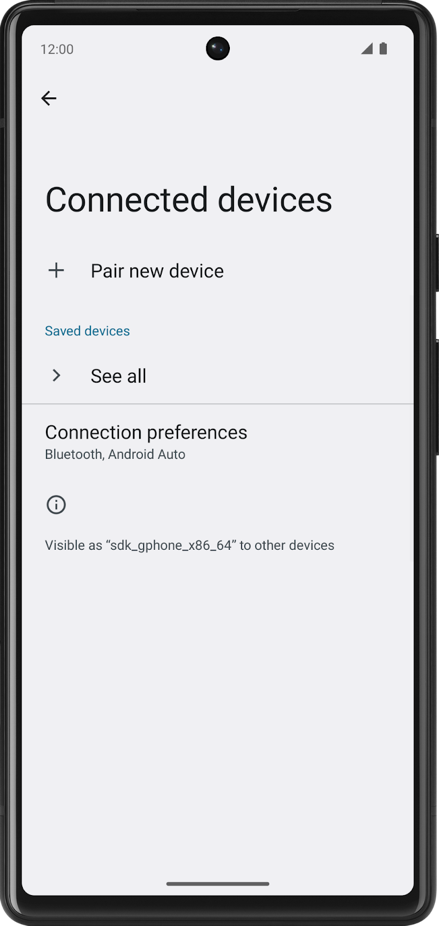 12:00
Connected devices
Pair new device
Saved devices
See all
Connection preferences
Bluetooth, Android Auto
Visible as “sdk_gphone_x86_64” to other devices